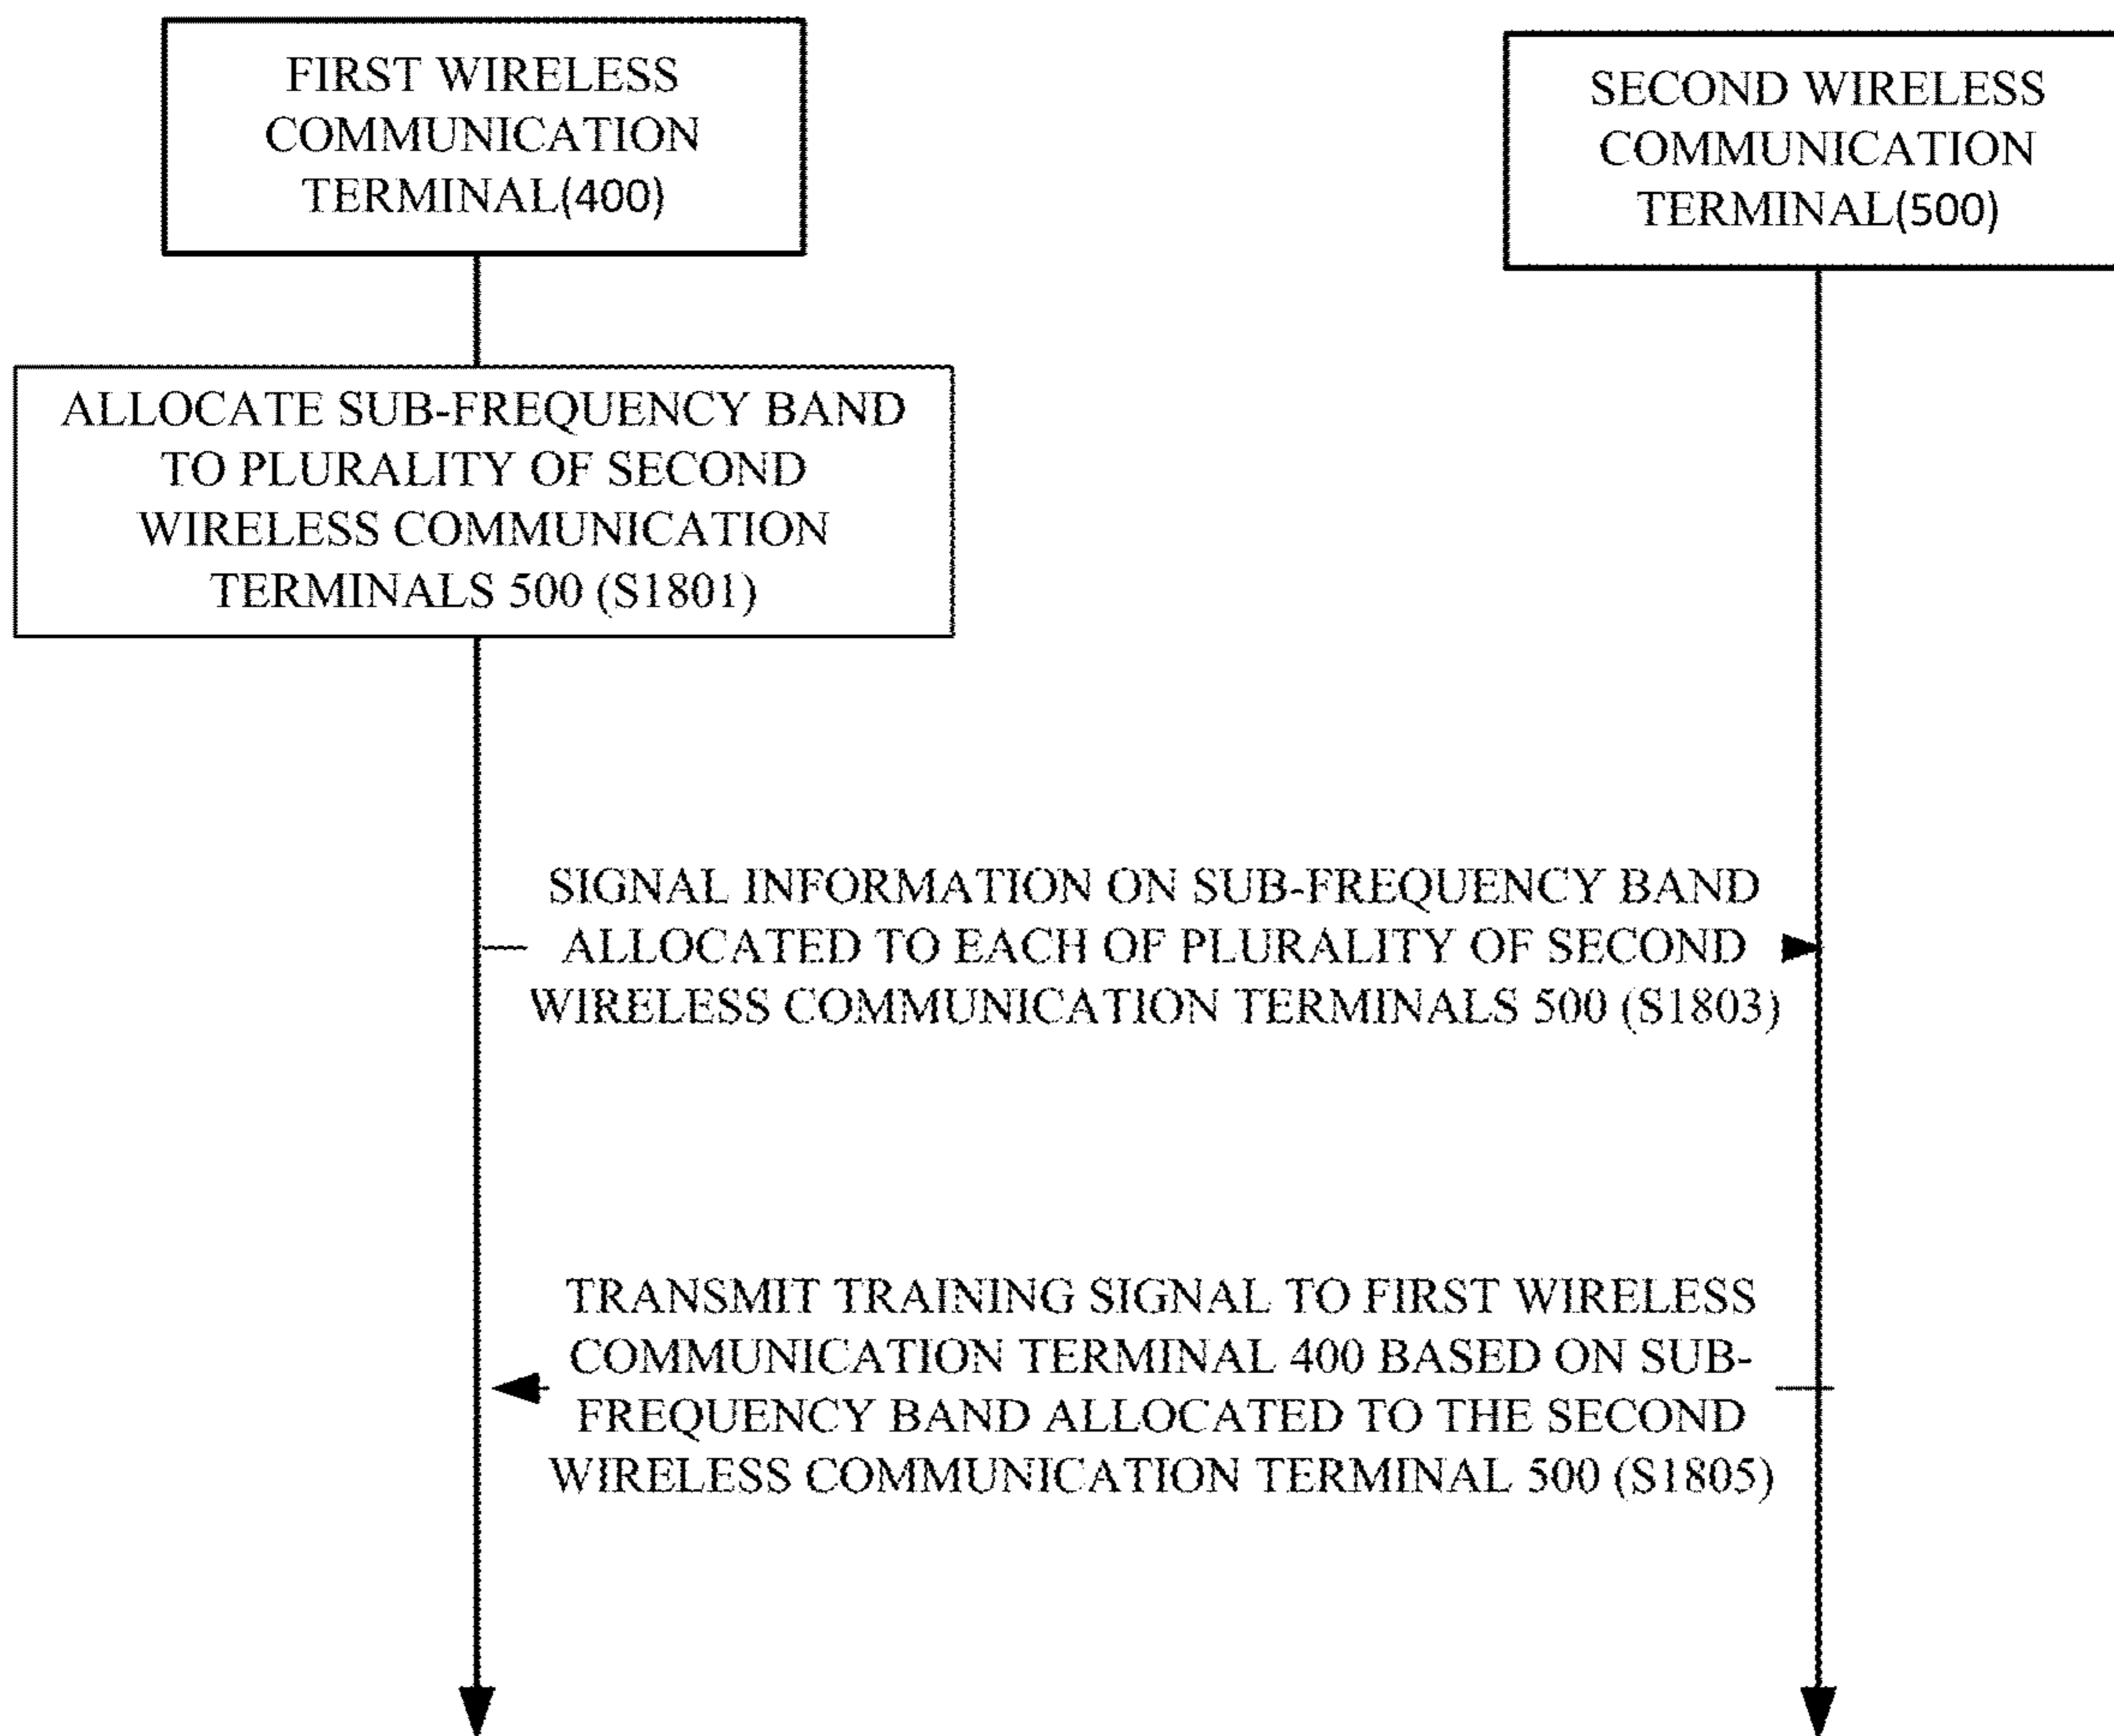 FIRST WIRELESS
COMMUNICATION
TERMINAL(400)
SECOND WIRELESS
COMMUNICATION
TERMINAL(500)
ALLOCATE SUB-FREQUENCY BAND
TO PLURALITY OF SECOND
WIRELESS COMMUNICATION
TERMINALS 500 (S1801)
SIGNAL INFORMATION ON SUB-FREQUENCY BAND
ALLOCATED TO EACH OF PLURALITY OF SECOND
WIRELESS COMMUNICATION TERMINALS 500 (S1803)
TRANSMIT TRAINING SIGNAL TO FIRST WIRELESS
COMMUNICATION TERMINAL 400 BASED ON SUB-
FREQUENCY BAND ALLOCATED TO THE SECOND
WIRELESS COMMUNICATION TERMINAL 500 (S1805)